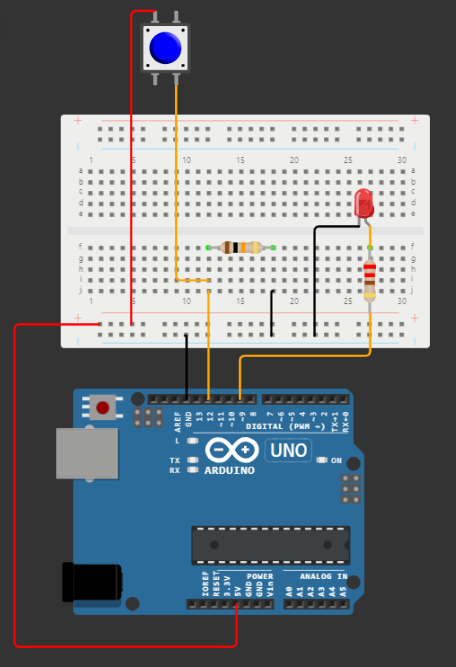 + +
1 5 10 15 20 25 30
a a
b b
c c
d d
e e
f f
g g
h h
i i
j j
1 5 10 15 20 25 30
+ +
AREF
GND
13
12
~11
~10
~9
8
7
~6
~5
4
~3
2
TX→1
RX←0
DIGITAL (PWM ~)
L
TX
RX
UNO
ON
ARDUINO
POWER
ANALOG IN
IOREF
RESET
3.3V
5V
GND
GND
Vin
A0
A1
A2
A3
A4
A5